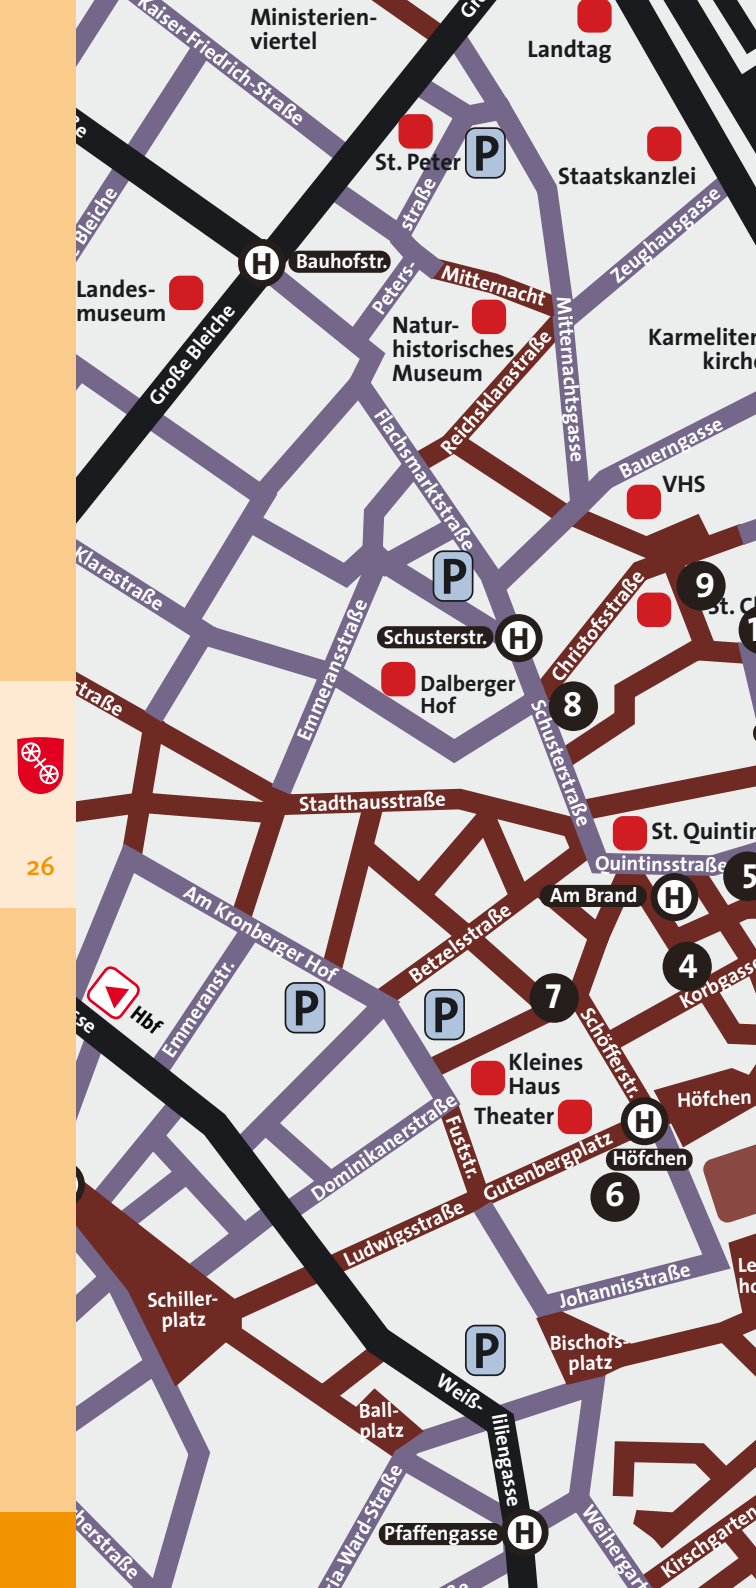 Kaiser-Friedrich-Straße
Ministerien-
viertel
Landtag
St. Peter
P
Staatskanzlei
Bleiche
straße
Peters-
Zeughausgasse
H
Bauhofstr.
Mitternacht
Landes-
museum
Große Bleiche
Natur-
historisches
Museum
Mitternachtsgasse
Reichsklarastraße
Flachsmarktstraße
Bauerngasse
VHS
Klarastraße
P
9
Christofsstraße
Emmeransstraße
Schusterstr.
H
Dalberger
Hof
8
straße
Schusterstraße
Stadthausstraße
St. Quintin
Quintinsstraße
5
26
Am Kronberger Hof
Am Brand
H
Betzelsstraße
4
Korbgasse
Hbf
Emmeranstr.
P
P
7
Schöfferstr.
Kleines
Haus
Theater
Höfchen
H
Höfchen
Dominikanerstraße
Fuststr.
Gutenbergplatz
6
Ludwigsstraße
Schiller-
platz
Johannisstraße
Bischofs-
platz
P
Weiß-
liliengasse
Ball-
platz
Pfaffengasse
H
Kirschgarten